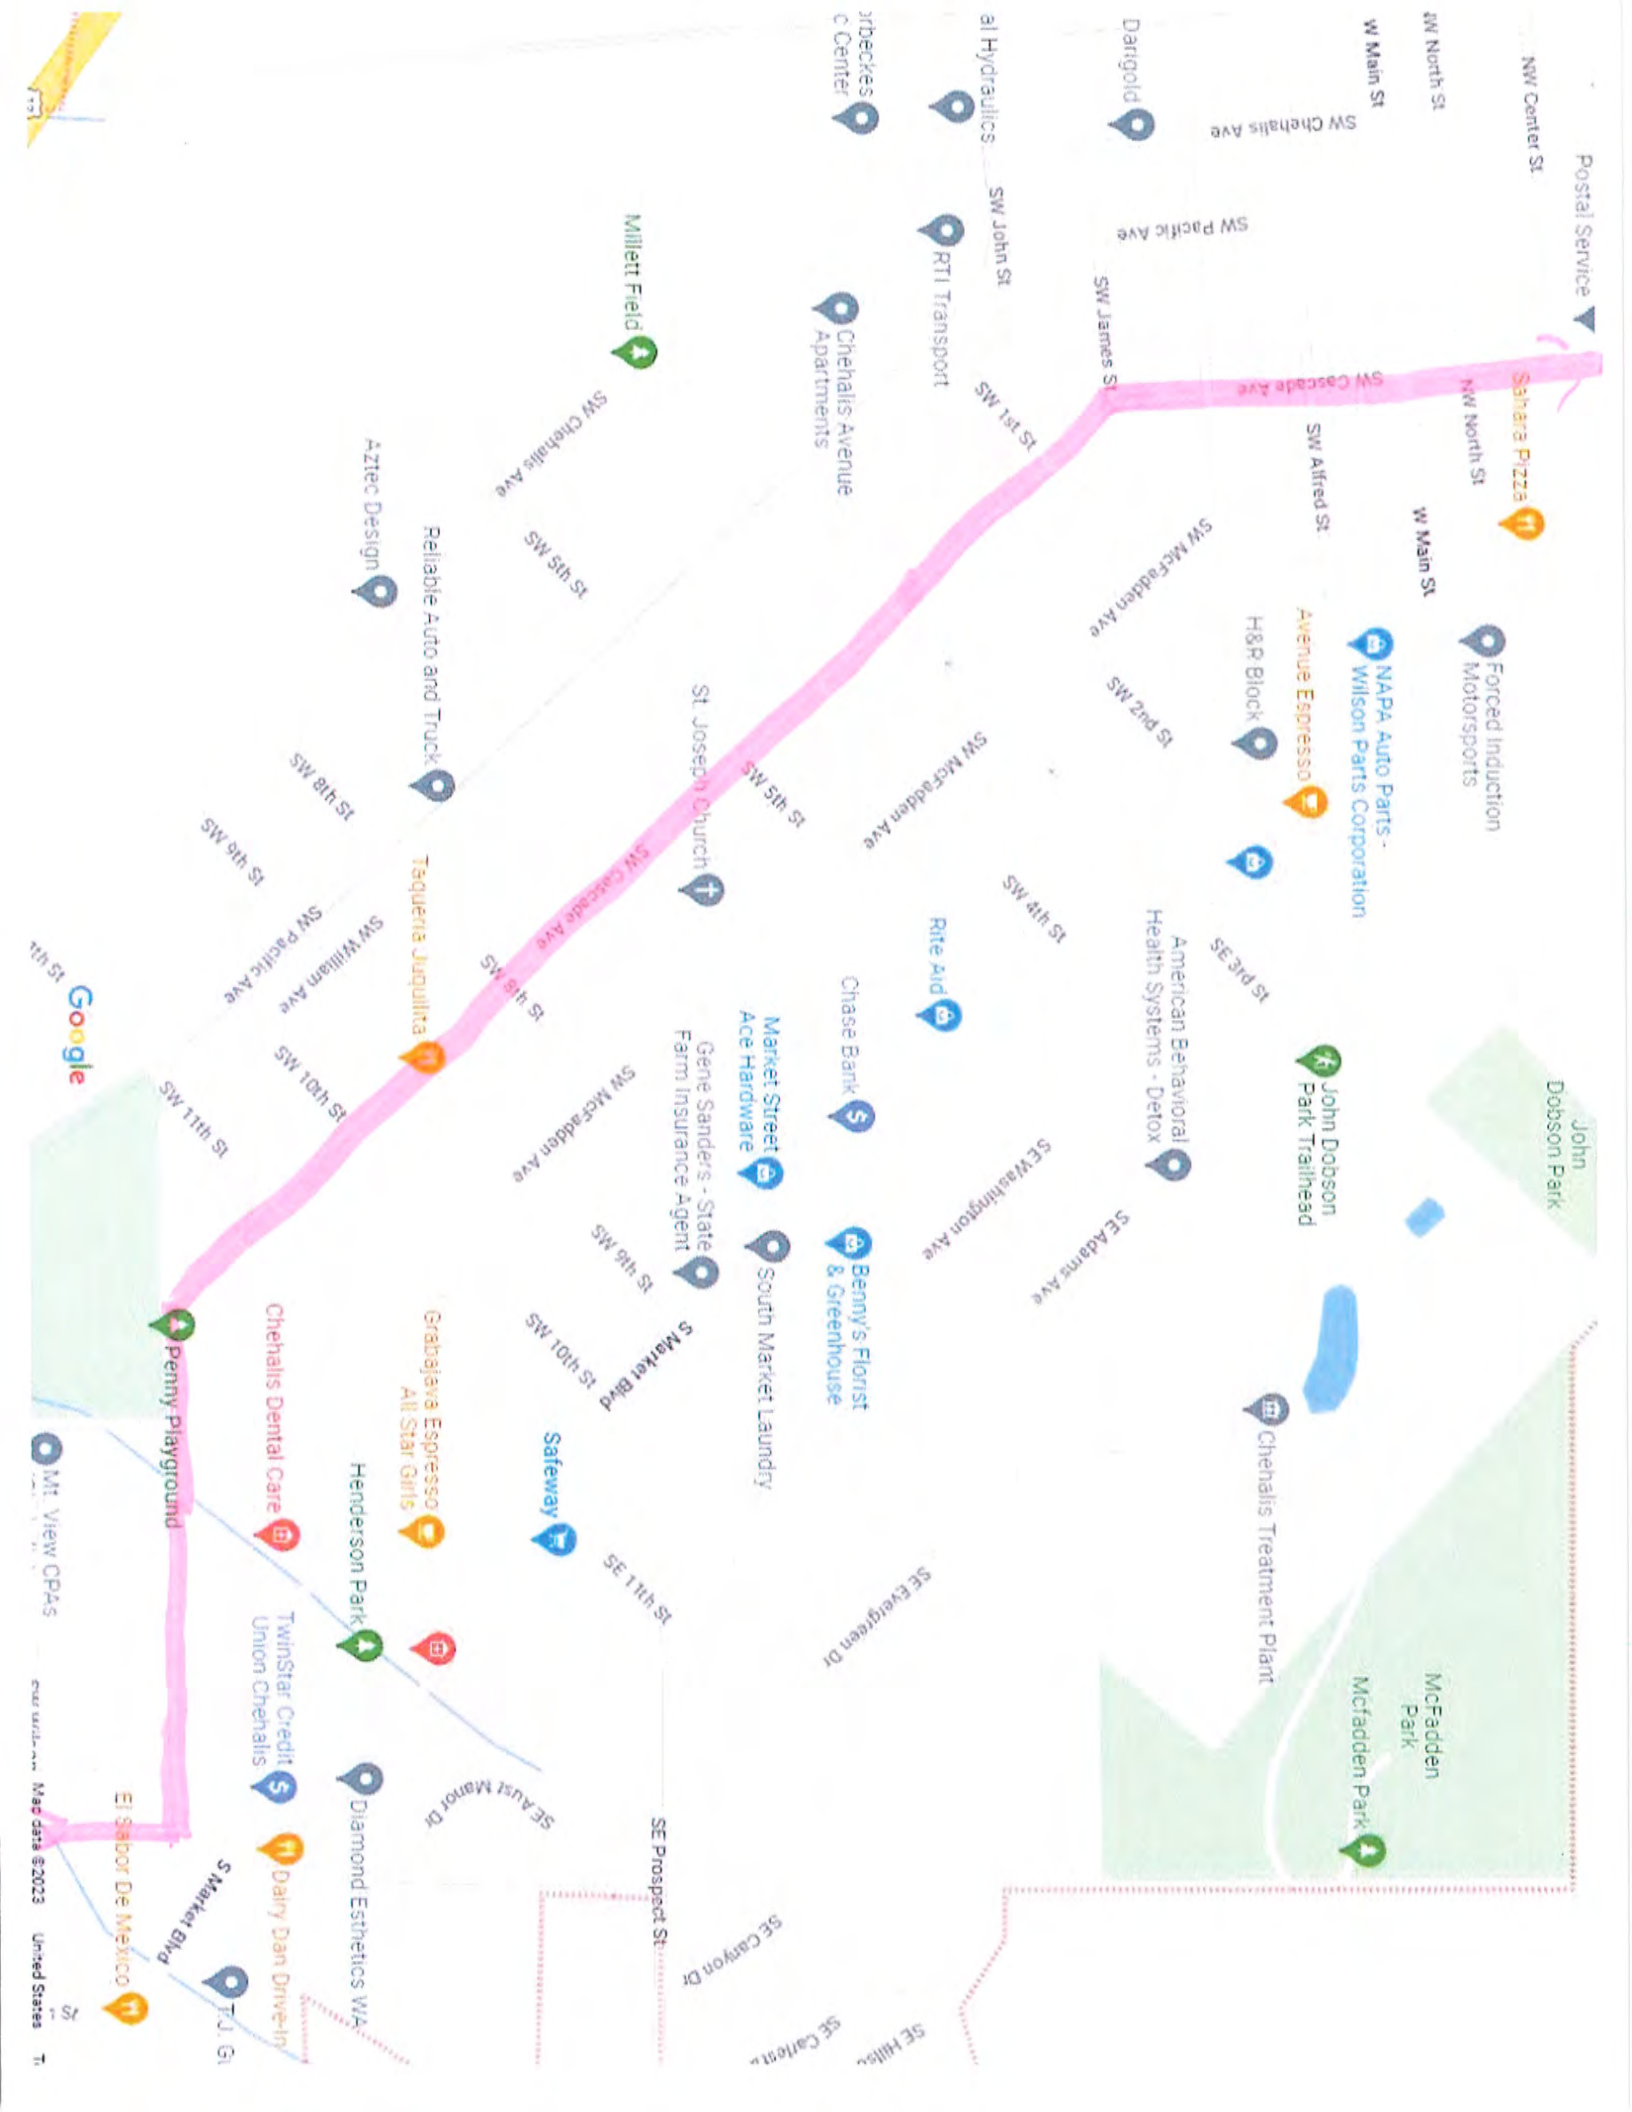 Postal Service
NW Center St
W North St
W Main St
SW Chehalis Ave
SW Pacific Ave
Darigold
al Hydraulics
SW John St
SW James St
RTI Transport
orbeckes
c Center
Chehalis Avenue
Apartments
Sahara Pizza
NW North St
SW Cascade Ave
SW Alfred St
W Main St
SW 1st St
Millett Field
SW Chehalis Ave
SW 5th St
Aztec Design
Reliable Auto and Truck
Forced Induction
Motorsports
NAPA Auto Parts -
Wilson Parts Corporation
Avenue Espresso
H&R Block
SW McFadden Ave
SW 2nd St
SW McFadden Ave
SW 5th St
St. Joseph Church
SW Cascade Ave
SW 4th St
SE 3rd St
American Behavioral
Health Systems - Detox
Rite Aid
Chase Bank
SW 8th St
SW 9th St
SW Pacific Ave
SW William Ave
Taqueria Juquilita
SW 8th St
SW 10th St
SW 11th St
Google
John
Dobson Park
John Dobson
Park Trailhead
SE Washington Ave
SE Adams Ave
Market Street
Ace Hardware
Gene Sanders - State
Farm Insurance Agent
SW McFadden Ave
SW 9th St
SW 10th St
S Market Blvd
South Market Laundry
Benny's Florist
& Greenhouse
Chehalis Treatment Plant
Penny Playground
Chehalis Dental Care
Grabajava Espresso
All Star Girls
Safeway
Henderson Park
SE 11th St
SE Evergreen Dr
Mt. View CPAs
TwinStar Credit
Union Chehalis
Diamond Esthetics WA
SE Aust Manor Dr
SE Prospect St
McFadden
Park
Mcfadden Park
El Sabor De Mexico
S Market Blvd
Dairy Dan Drive-In
T.J. Gu
SE Canyon Dr
St
Map data ©2023 United States